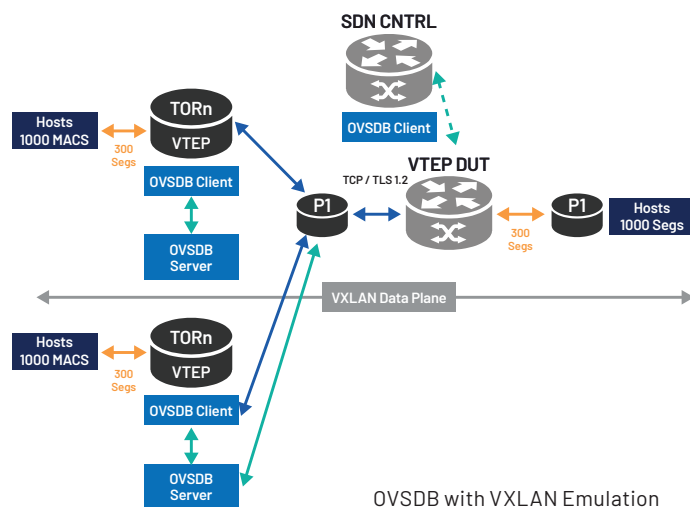 SDN CNTRL
OVSDB Client
TORn
VTEP
Hosts
1000 MACS
300
Segs
OVSDB Client
OVSDB
Server
P1
TCP / TLS 1.2
VTEP DUT
300
Segs
P1
Hosts
1000 Segs
VXLAN Data Plane
TORn
VTEP
Hosts
1000 MACS
300
Segs
OVSDB Client
OVSDB
Server
OVSDB with VXLAN Emulation